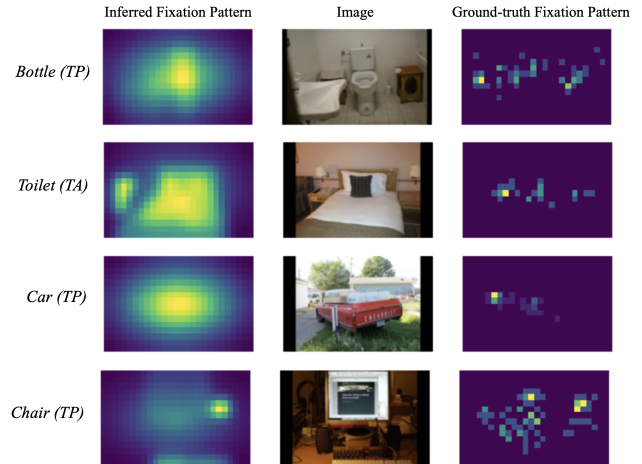 Inferred Fixation Pattern Image Ground-truth Fixation Pattern
Bottle (TP)
Toilet (TA)
Car (TP)
CHEVROLET
Chair (TP)